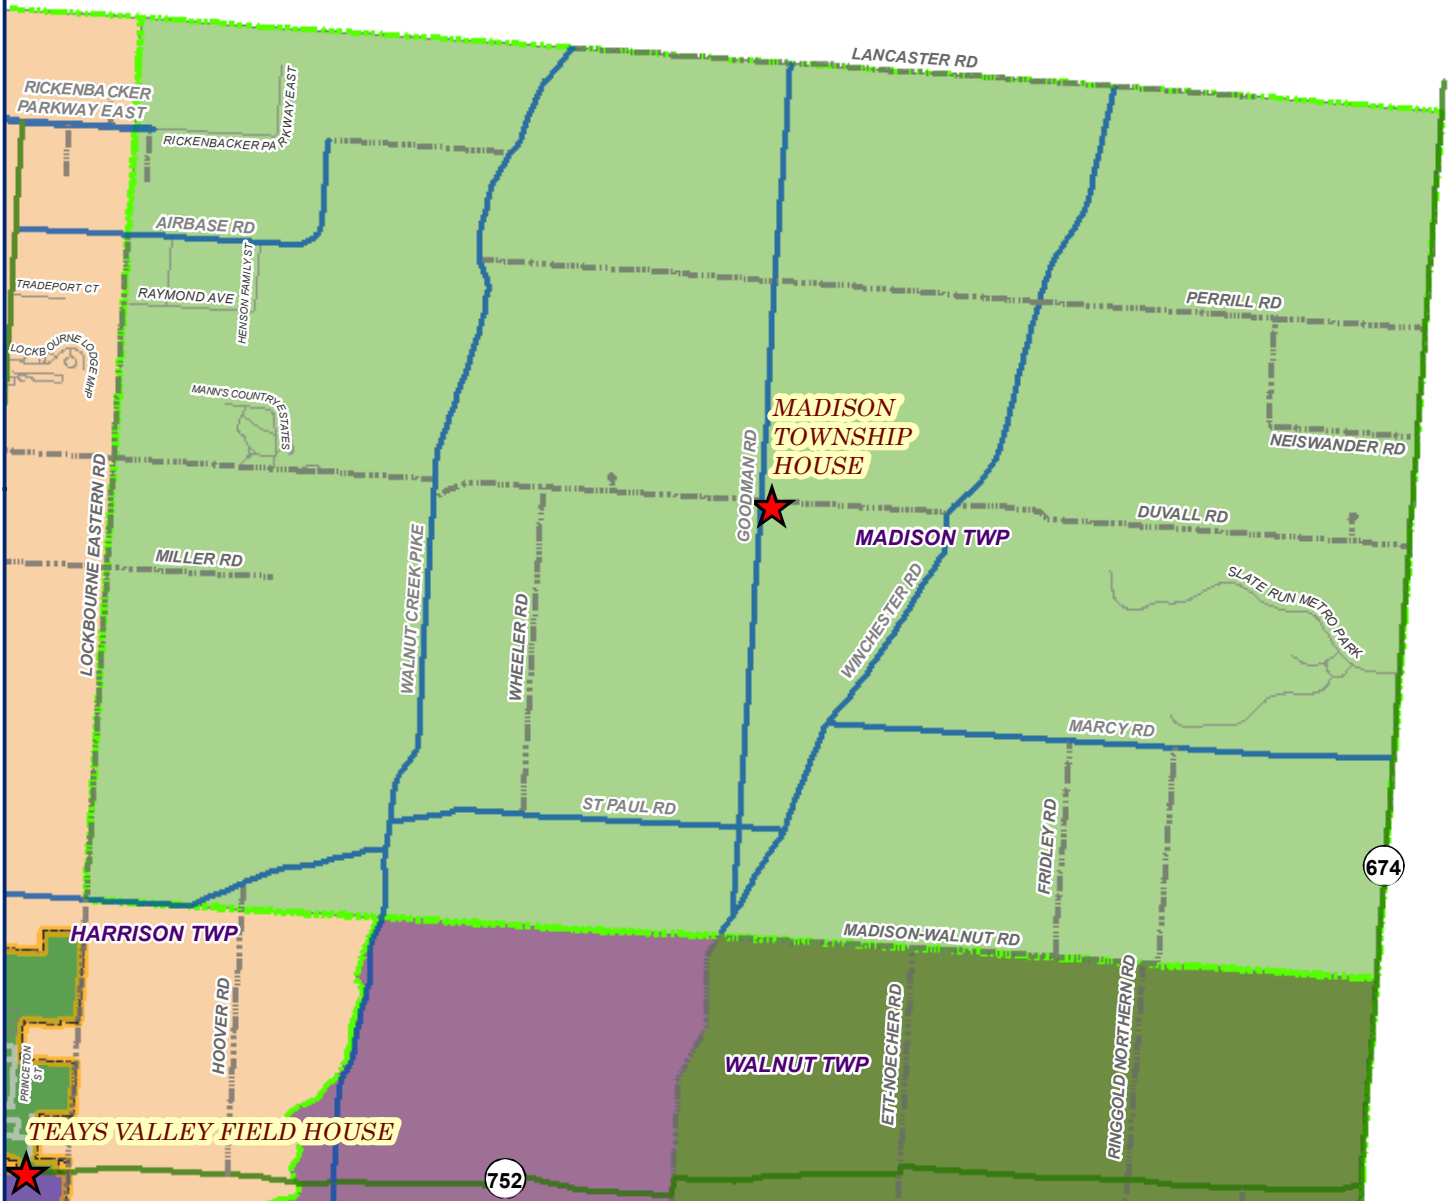 LANCASTER RD
RICKENBACKER
PARKWAY EAST
RICKENBACKER PARKWAY EAST
AIRBASE RD
TRADEPORT CT
RAYMOND AVE
HENSON FAMILY ST
PERRILL RD
LOCKBOURNE LODGE MHP
MANN'S COUNTRY ESTATES
MADISON
TOWNSHIP
HOUSE
NEISWANDER RD
GOODMAN RD
LOCKBOURNE EASTERN RD
DUVALL RD
MADISON TWP
MILLER RD
WALNUT CREEK PIKE
WHEELER RD
WINCHESTER RD
SLATE RUN METRO PARK
MARCY RD
ST PAUL RD
FRIDLEY RD
674
HARRISON TWP
MADISON-WALNUT RD
HOOVER RD
PRINCETON
ST
WALNUT TWP
ETT-NOECHER RD
RINGGOLD NORTHERN RD
TEAYS VALLEY FIELD HOUSE
752